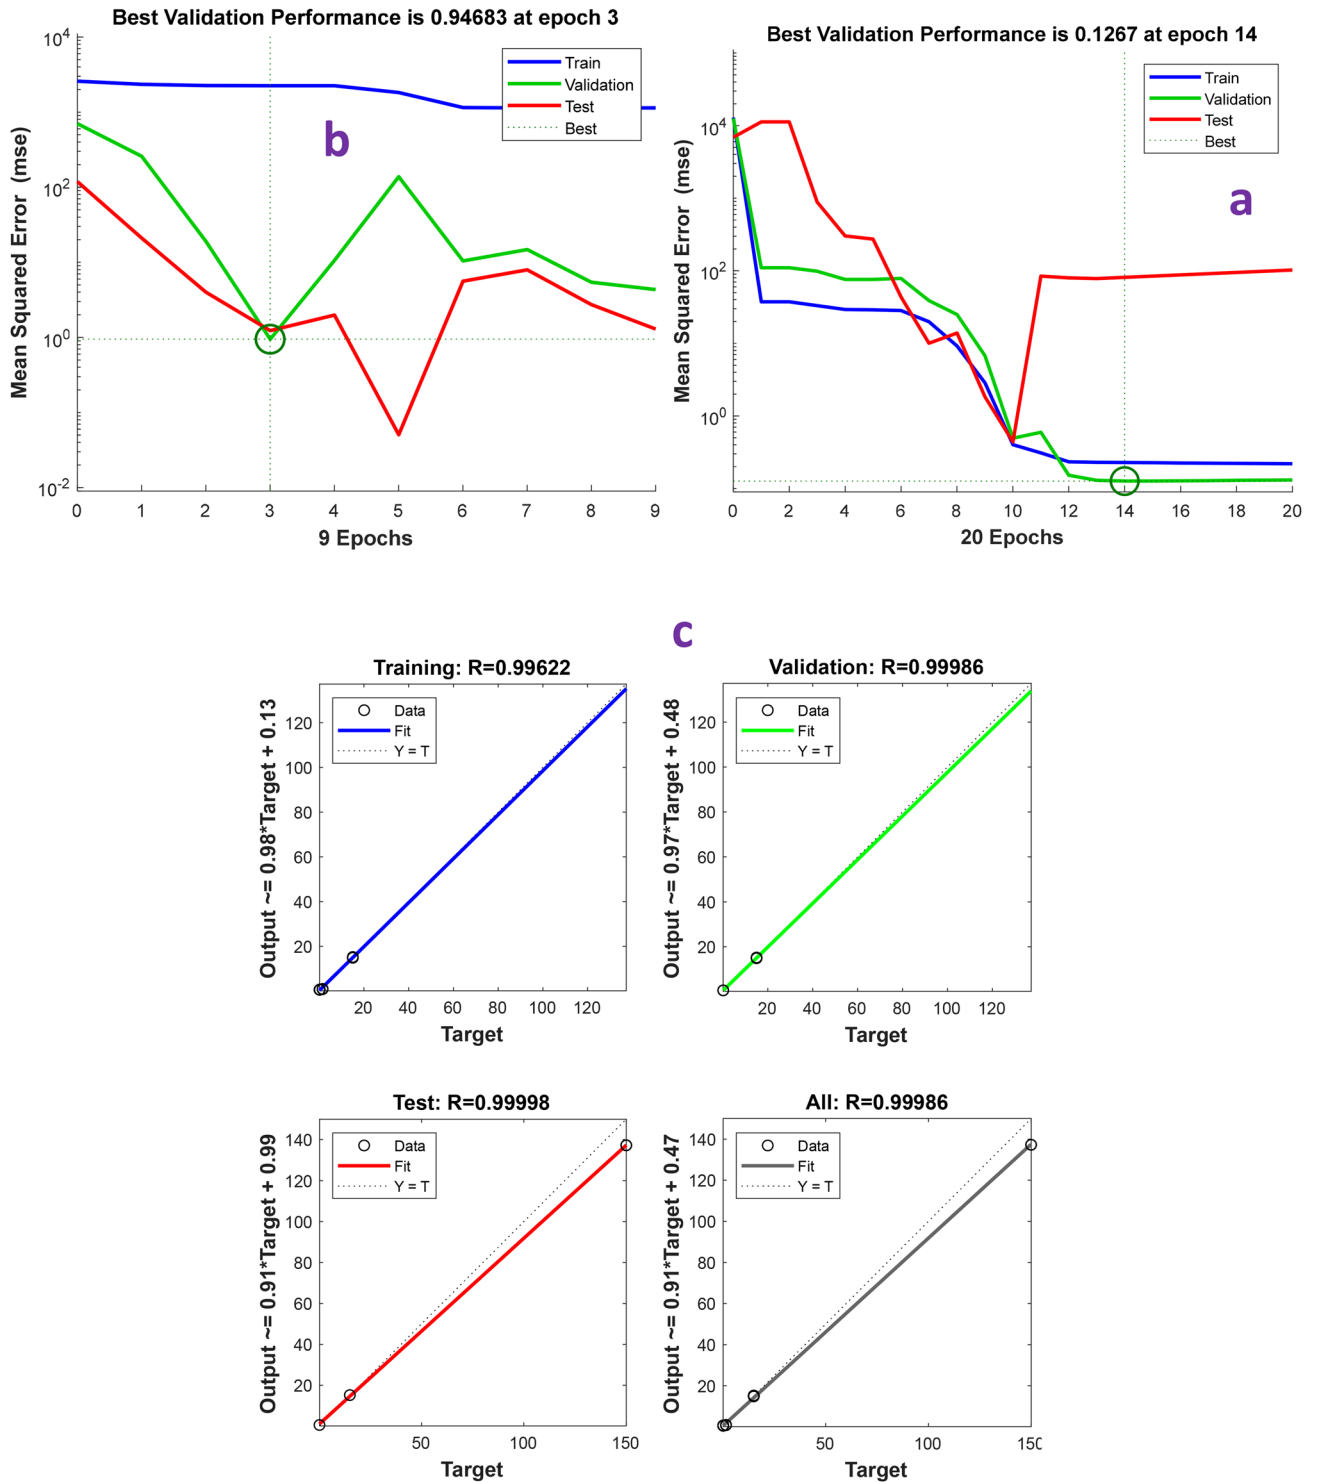 Best Validation Performance is 0.94683 at epoch 3
Mean Squared Error (mse)
10^4
10^2
10^0
10^-2
Train
Validation
Test
Best
b
0 1 2 3 4 5 6 7 8 9
9 Epochs
Best Validation Performance is 0.1267 at epoch 14
Mean Squared Error (mse)
10^4
10^2
10^0
Train
Validation
Test
Best
a
0 2 4 6 8 10 12 14 16 18 20
20 Epochs
c
Training: R=0.99622
Output ~= 0.98*Target + 0.13
120
100
80
60
40
20
Data
Fit
Y = T
20 40 60 80 100 120
Target
Validation: R=0.99986
Output ~= 0.97*Target + 0.48
120
100
80
60
40
20
Data
Fit
Y = T
20 40 60 80 100 120
Target
Test: R=0.99998
Output ~= 0.91*Target + 0.99
140
120
100
80
60
40
20
Data
Fit
Y = T
50 100 150
Target
All: R=0.99986
Output ~= 0.91*Target + 0.47
140
120
100
80
60
40
20
Data
Fit
Y = T
50 100 150
Target